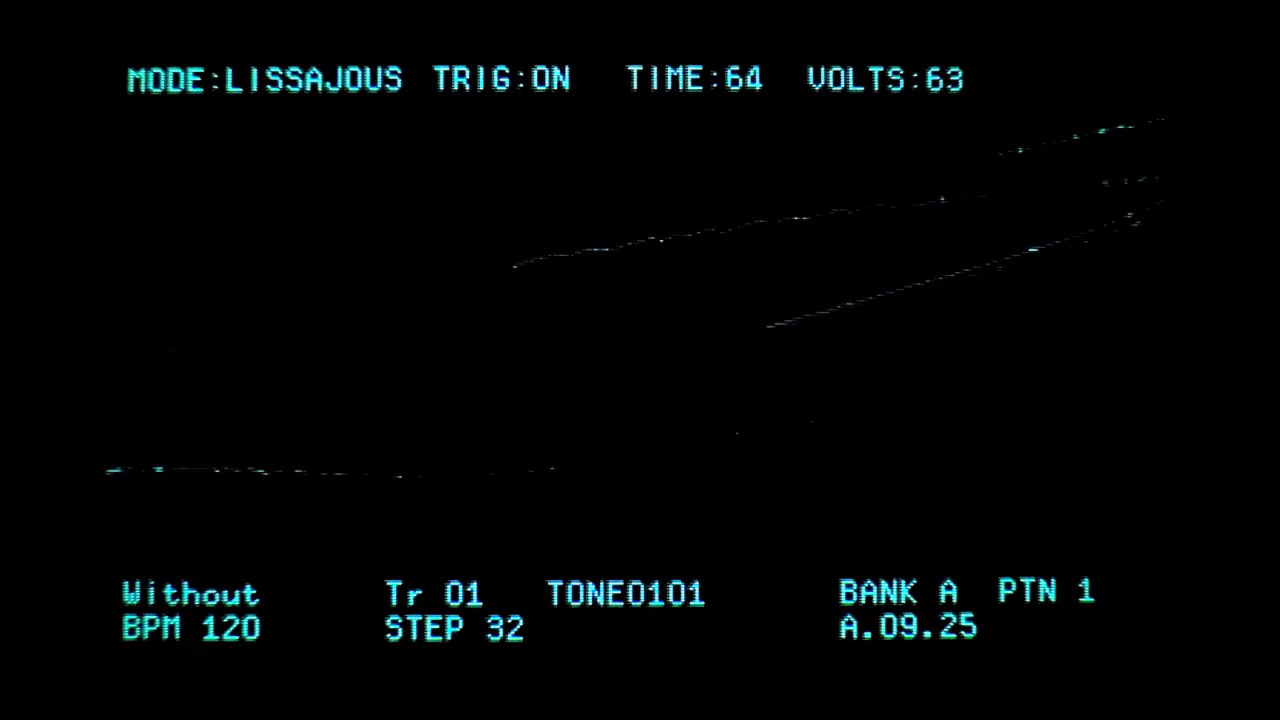 MODE:LISSAJOUS TRIG:ON TIME:64 VOLTS:63
Without Tr 01 TONE0101 BANK A PTN 1
BPM 120 STEP 32 A.09.25